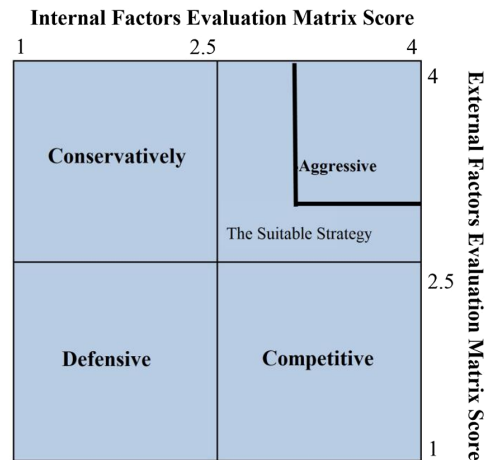 Internal Factors Evaluation Matrix Score
1 2.5 4
4
Conservatively
Aggressive
The Suitable Strategy
2.5
Defensive
Competitive
1
External Factors Evaluation Matrix Score